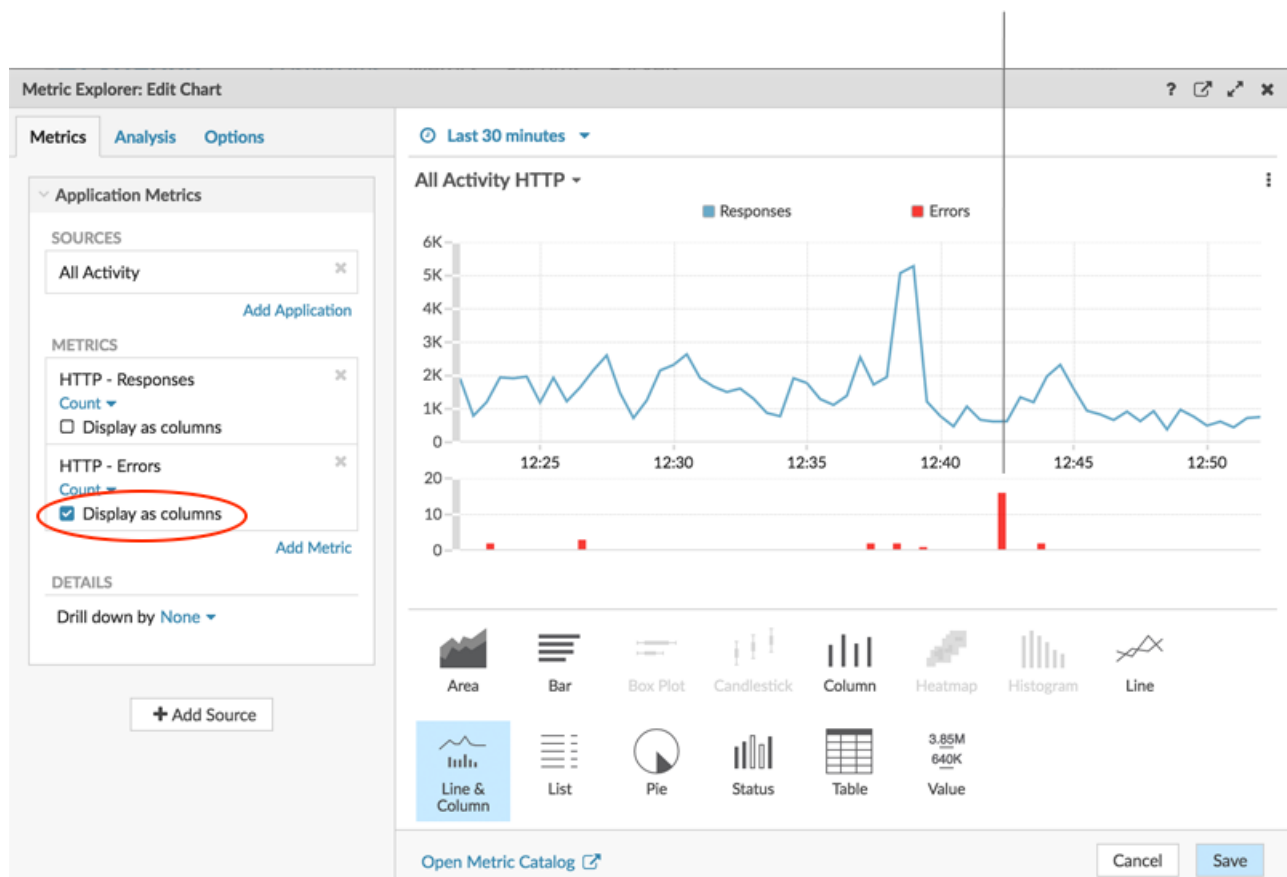 Metric Explorer: Edit Chart
?
Metrics Analysis Options
Application Metrics
SOURCES
All Activity
Add Application
METRICS
HTTP - Responses
Count
Display as columns
HTTP - Errors
Count
Display as columns
Add Metric
DETAILS
Drill down by None
+ Add Source
Last 30 minutes
All Activity HTTP
Responses Errors
6K
5K
4K
3K
2K
1K
0
12:25 12:30 12:35 12:40 12:45 12:50
20
10
0
Area Bar Box Plot Candlestick Column Heatmap Histogram Line
3.85M
640K
Line & Column List Pie Status Table Value
Open Metric Catalog
Cancel Save